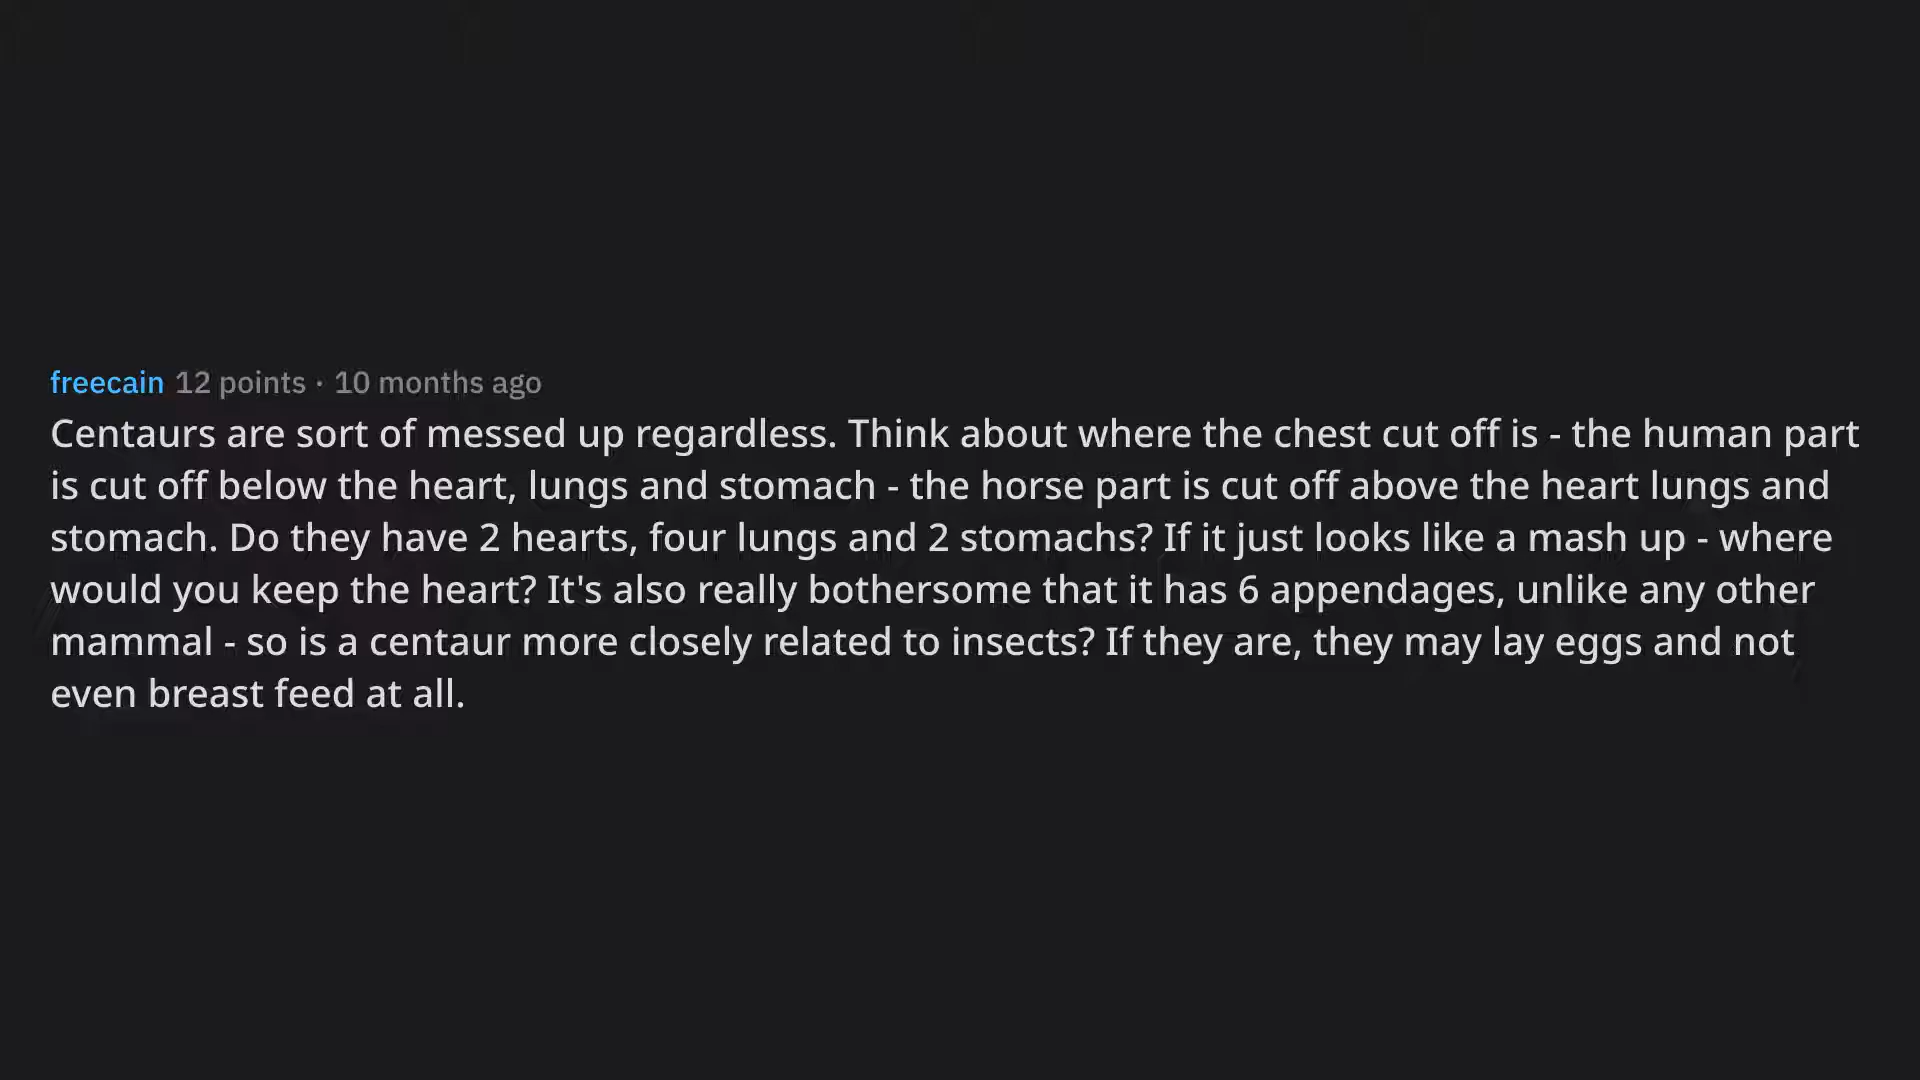 freecain 12 points · 10 months ago
Centaurs are sort of messed up regardless. Think about where the chest cut off is - the human part
is cut off below the heart, lungs and stomach - the horse part is cut off above the heart lungs and
stomach. Do they have 2 hearts, four lungs and 2 stomachs? If it just looks like a mash up - where
would you keep the heart? It's also really bothersome that it has 6 appendages, unlike any other
mammal - so is a centaur more closely related to insects? If they are, they may lay eggs and not
even breast feed at all.